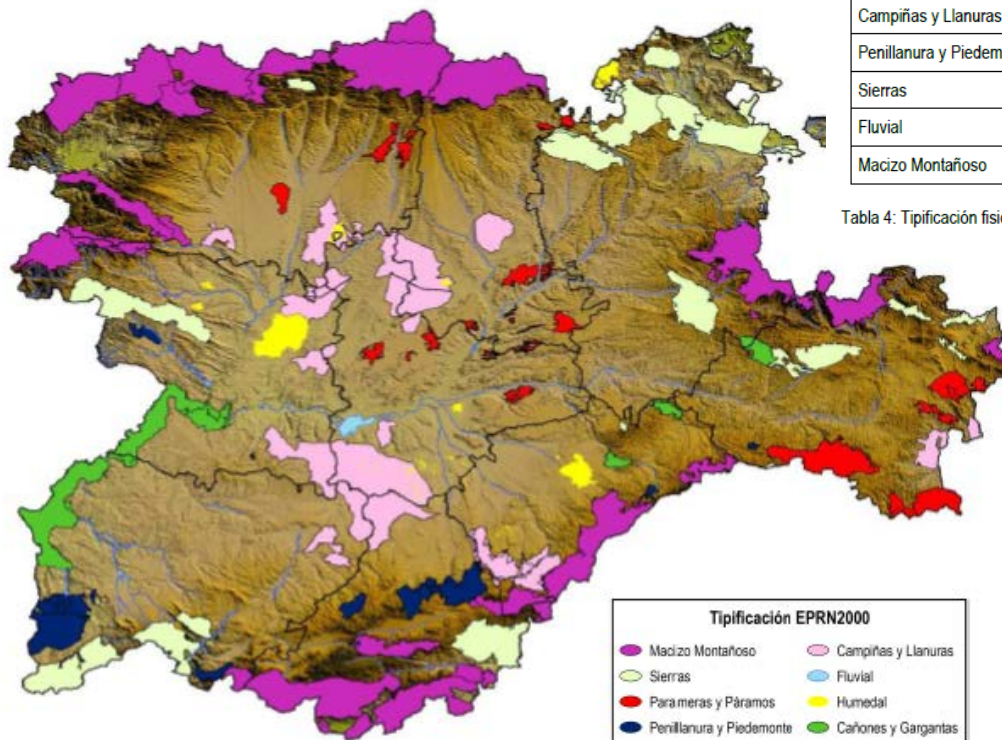 Campiñas y Llanuras
Penillanura y Piedem
Sierras
Fluvial
Macizo Montañoso
Tabla 4: Tipificación fisi
Tipificación EPRN2000
Macizo Montañoso
Campiñas y Llanuras
Sierras
Fluvial
Parameras y Páramos
Humedal
Penillanura y Piedemonte
Cañones y Gargantas